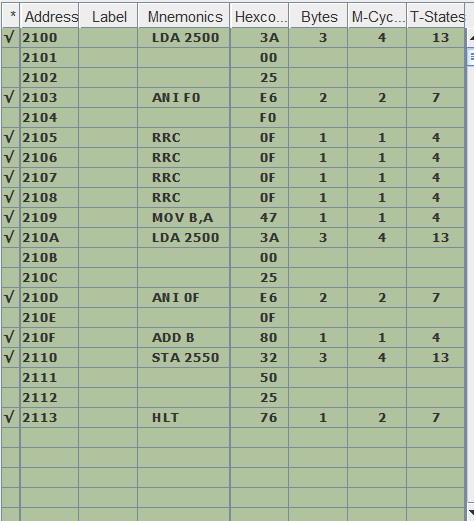 * Address Label Mnemonics Hexco... Bytes M-Cyc... T-States
√ 2100 LDA 2500 3A 3 4 13
2101 00
2102 25
√ 2103 ANI F0 E6 2 2 7
2104 F0
√ 2105 RRC 0F 1 1 4
√ 2106 RRC 0F 1 1 4
√ 2107 RRC 0F 1 1 4
√ 2108 RRC 0F 1 1 4
√ 2109 MOV B,A 47 1 1 4
√ 210A LDA 2500 3A 3 4 13
210B 00
210C 25
√ 210D ANI 0F E6 2 2 7
210E 0F
√ 210F ADD B 80 1 1 4
√ 2110 STA 2550 32 3 4 13
2111 50
2112 25
√ 2113 HLT 76 1 2 7